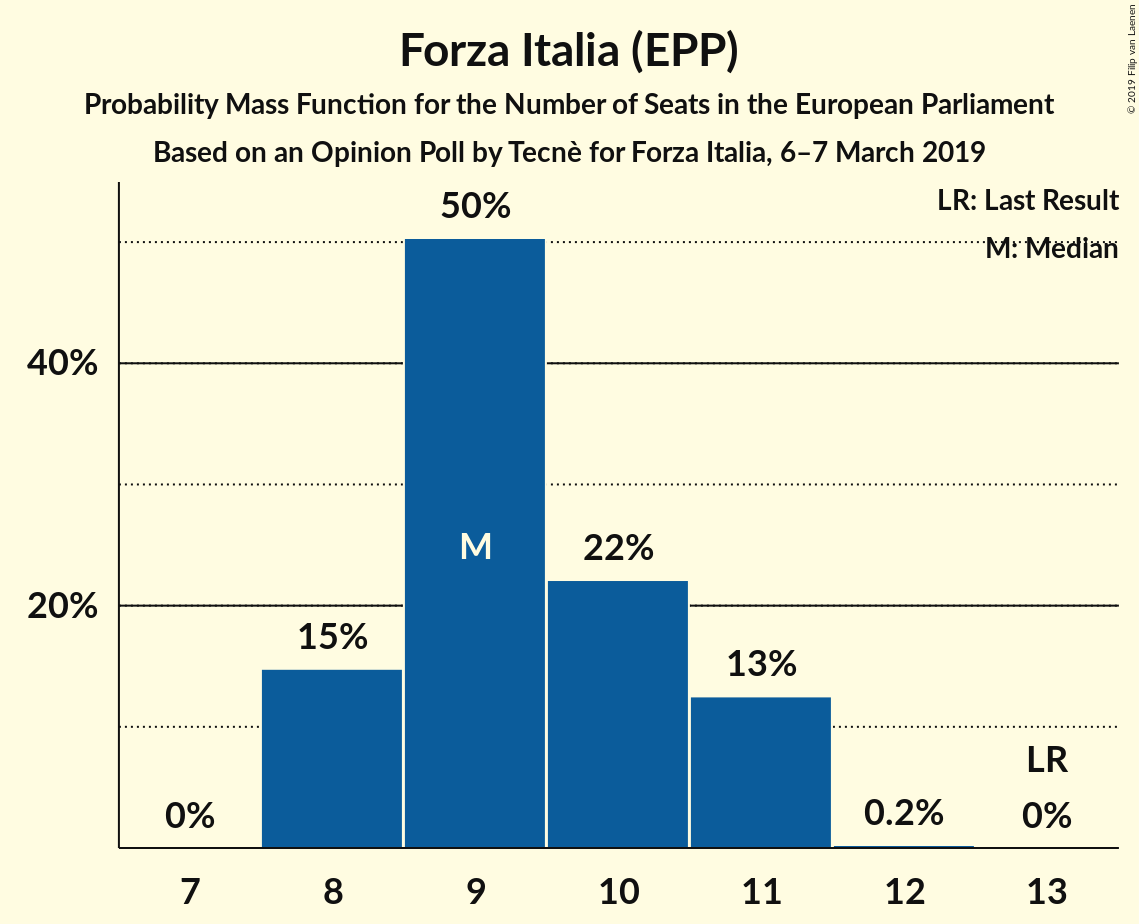 Forza Italia (EPP)
Probability Mass Function for the Number of Seats in the European Parliament
Based on an Opinion Poll by Tecnè for Forza Italia, 6–7 March 2019
© 2019 Filip van Laenen
LR: Last Result
M: Median
50%
40%
M
22%
20%
15%
13%
LR
0%
0.2%
0%
7
8
9
10
11
12
13